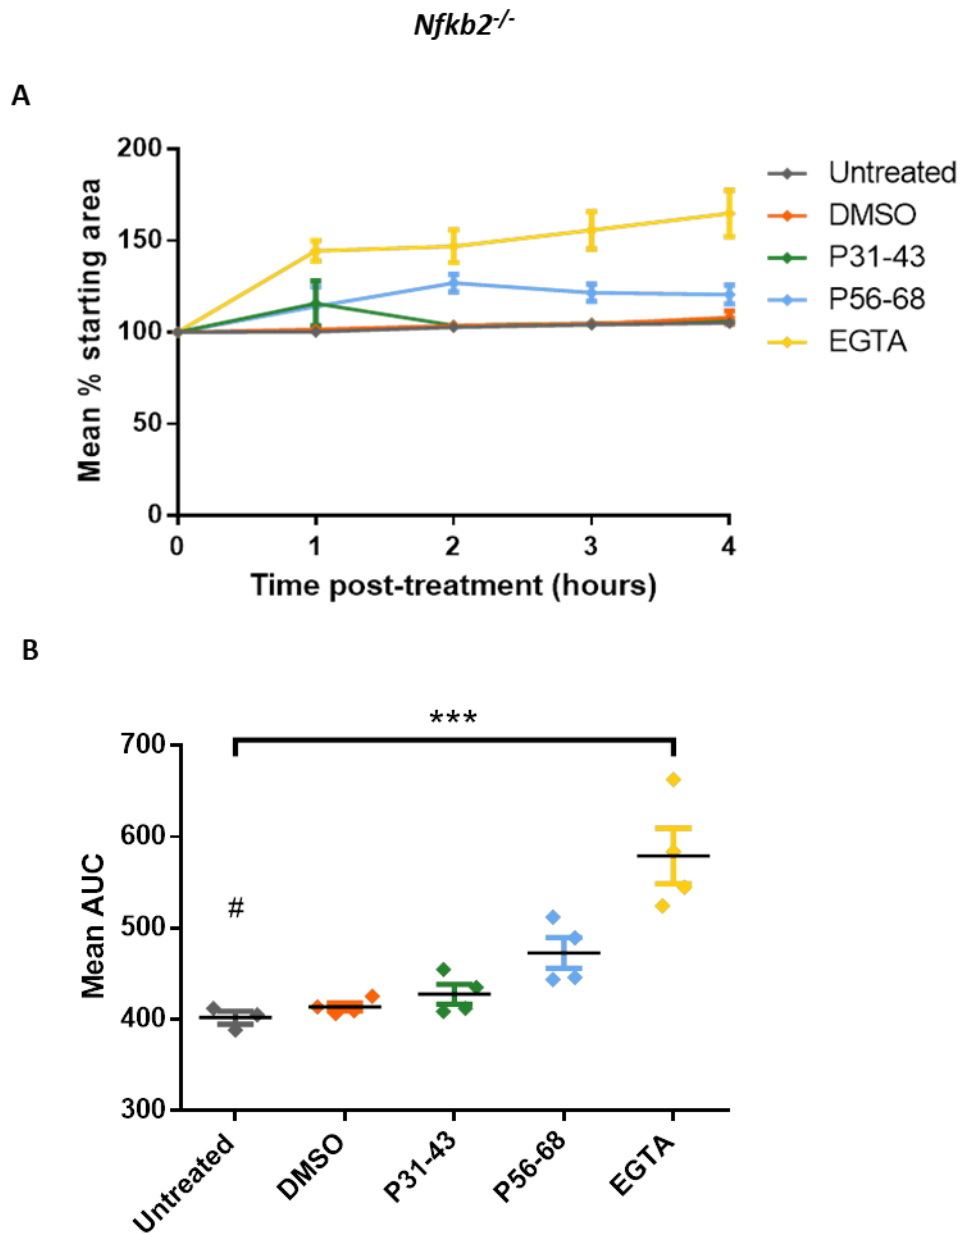 Nfkb2-/-
A
Mean % starting area
200
150
100
50
0
0 1 2 3 4
Time post-treatment (hours)
Untreated
DMSO
P31-43
P56-68
EGTA
B
***
Mean AUC
700
600
500
400
300
#
Untreated
DMSO
P31-43
P56-68
EGTA